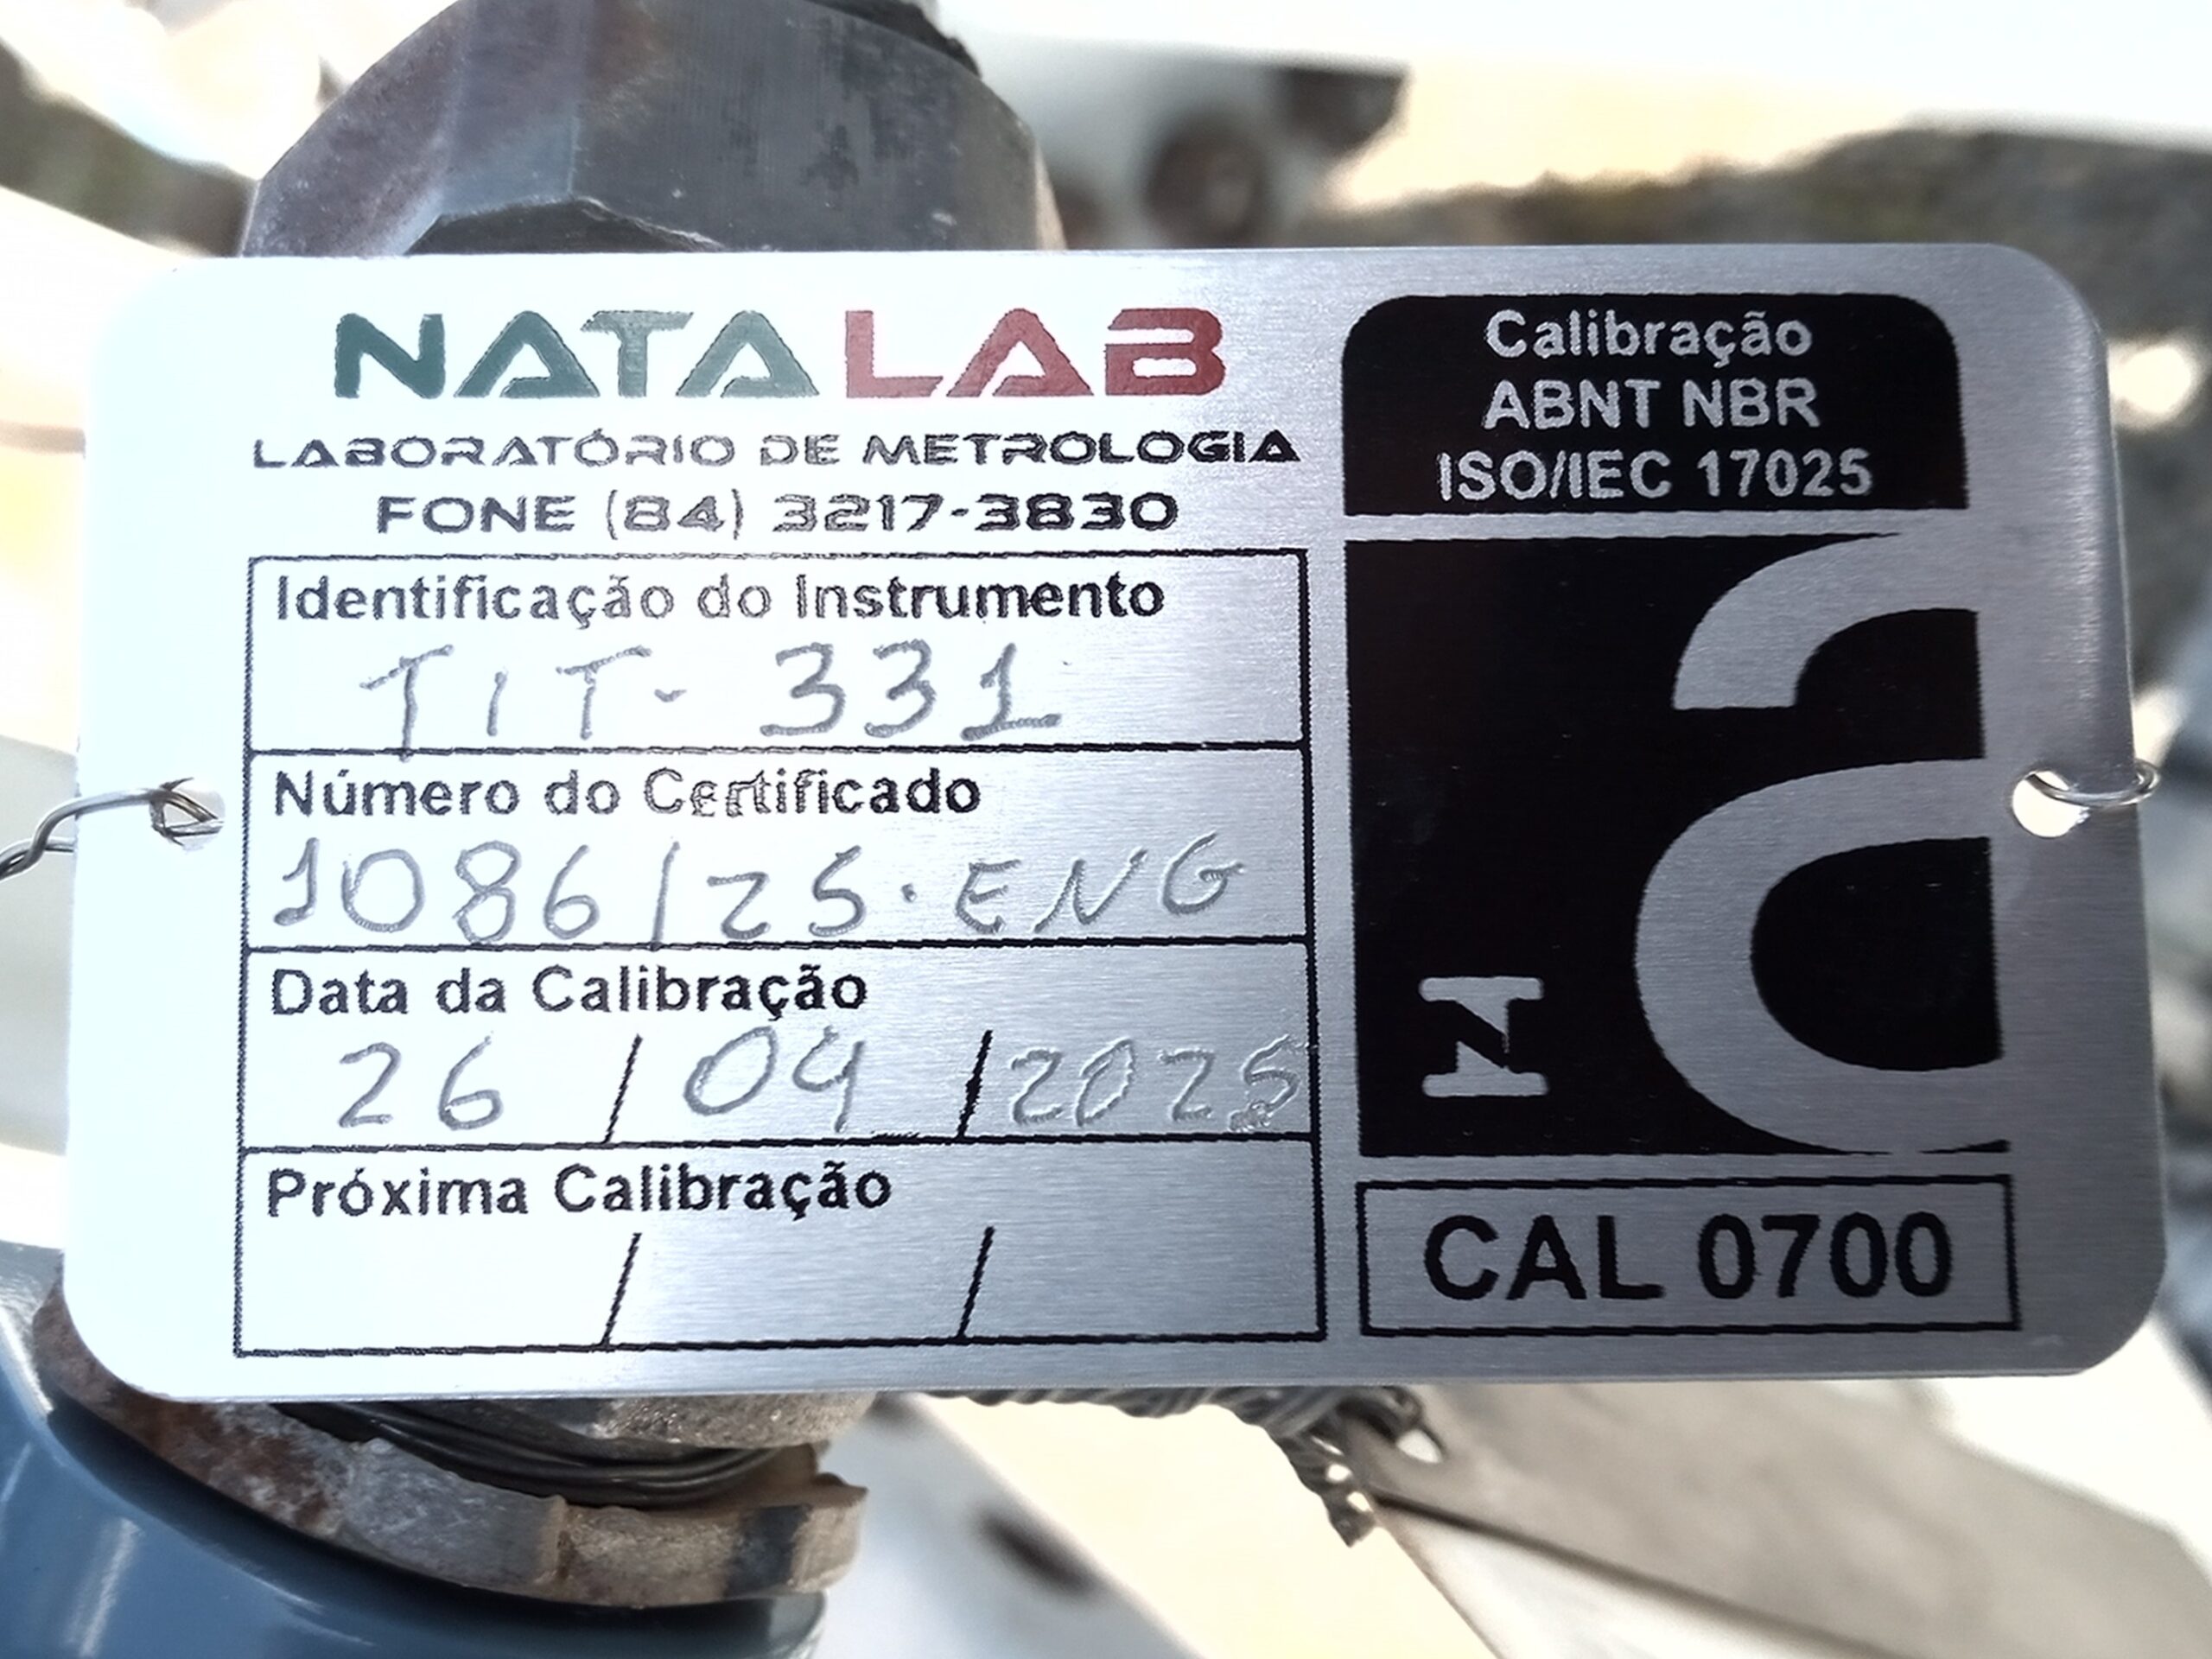 NATALAB
LABORATÓRIO DE METROLOGIA
FONE (84) 3217-3830
Identificação do Instrumento
TIT-331
Número do Certificado
1086/25.ENG
Data da Calibração
26/04/2025
Próxima Calibração
/ /
Calibração
ABNT NBR
ISO/IEC 17025
CAL 0700